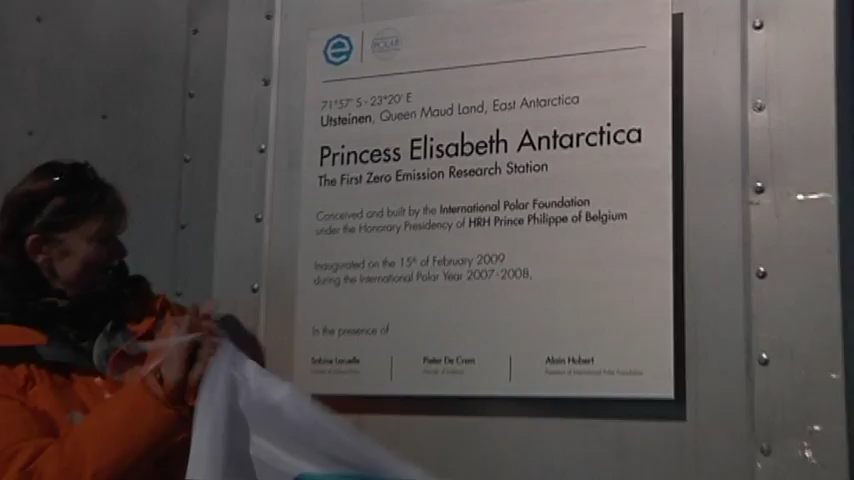 e
POLAR
71°57' S - 23°20' E
Utsteinen, Queen Maud Land, East Antarctica
Princess Elisabeth Antarctica
The First Zero Emission Research Station
Conceived and built by the International Polar Foundation
under the Honorary Presidency of HRH Prince Philippe of Belgium
Inaugurated on the 15th of February 2009
during the International Polar Year 2007-2008,
In the presence of
Sabine Laruelle Pieter De Crem Alain Hubert